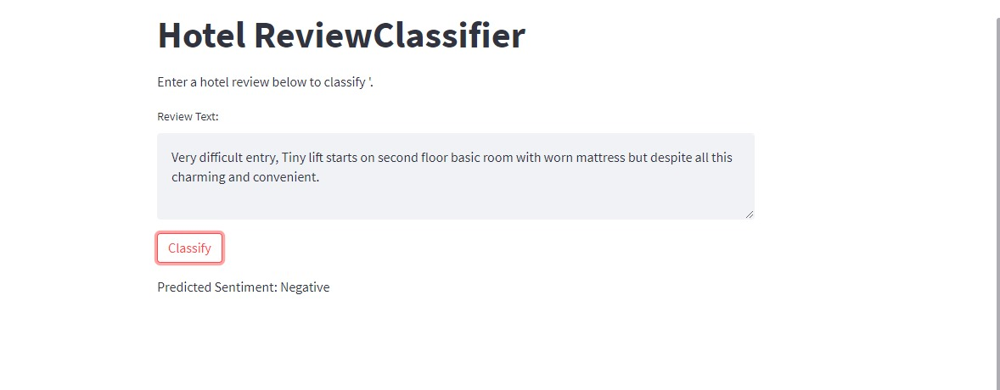 Hotel ReviewClassifier
Enter a hotel review below to classify '.
Review Text:
Very difficult entry, Tiny lift starts on second floor basic room with worn mattress but despite all this
charming and convenient.
Classify
Predicted Sentiment: Negative